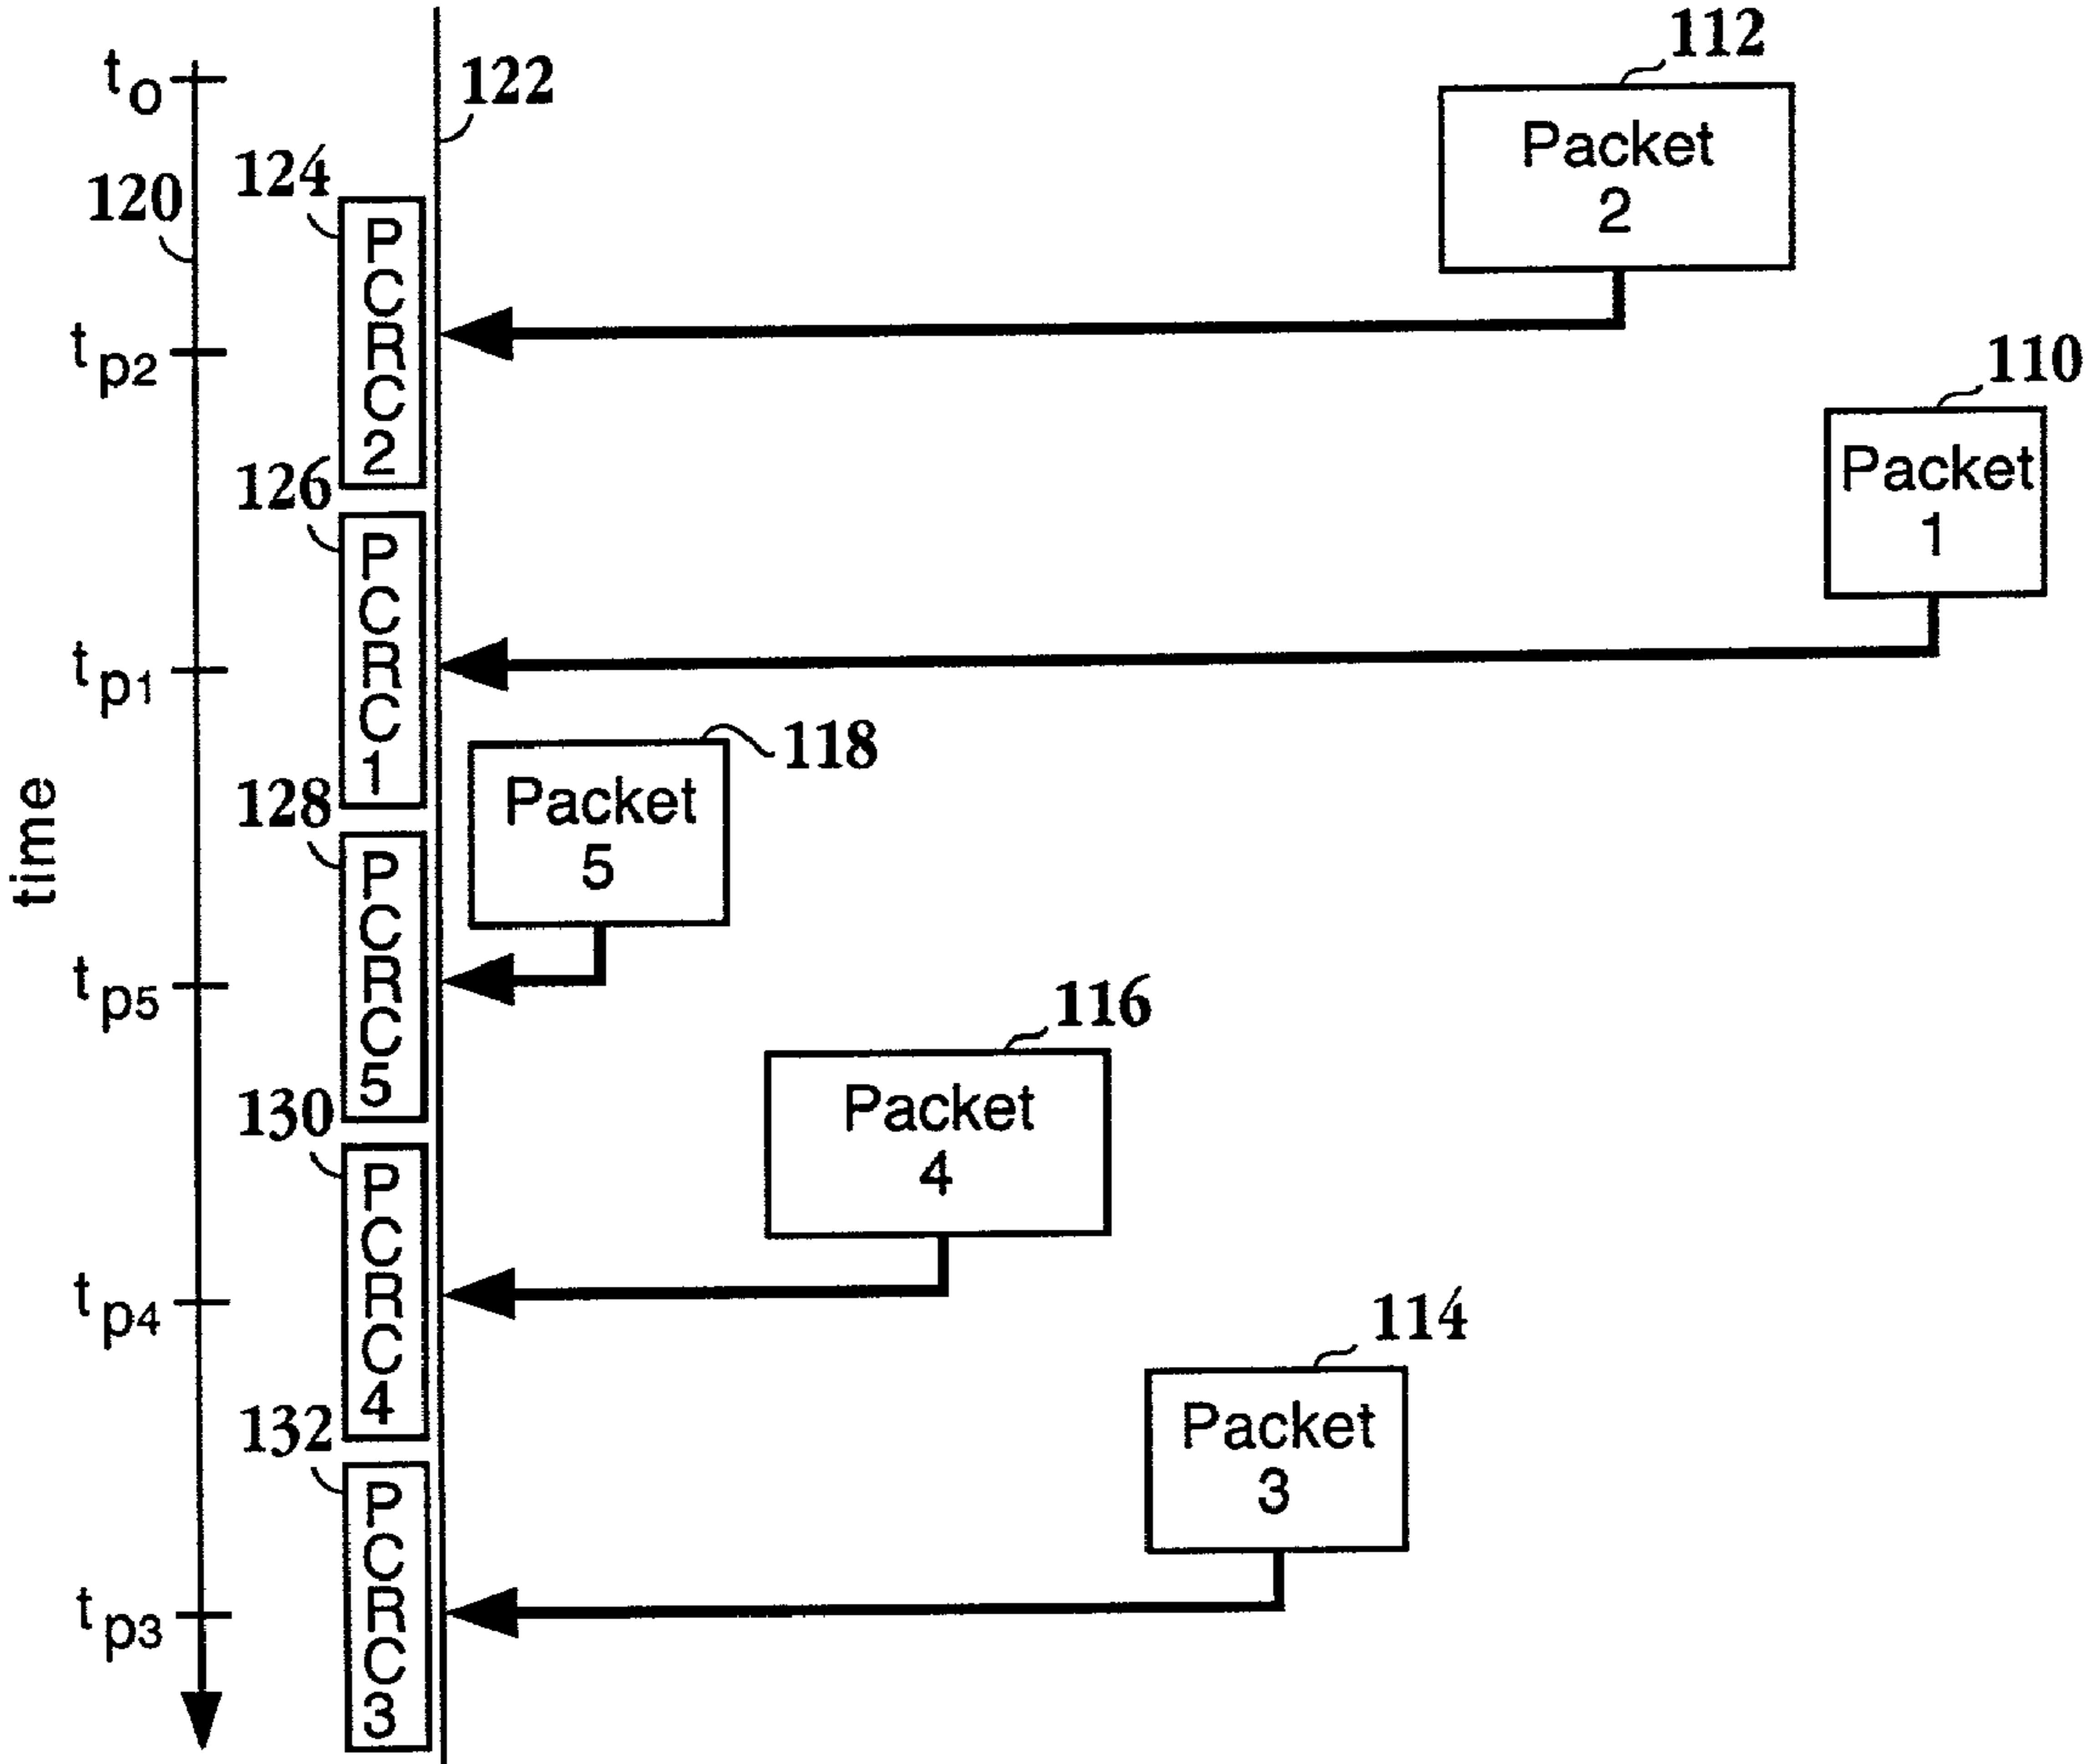 112
t0
122
Packet
2
124
120
PCRC2
tp2
110
Packet
1
126
PCRC1
tp1
118
Packet
5
128
time
PCRC5
tp5
116
Packet
4
130
PCRC4
tp4
114
Packet
3
132
PCRC3
tp3